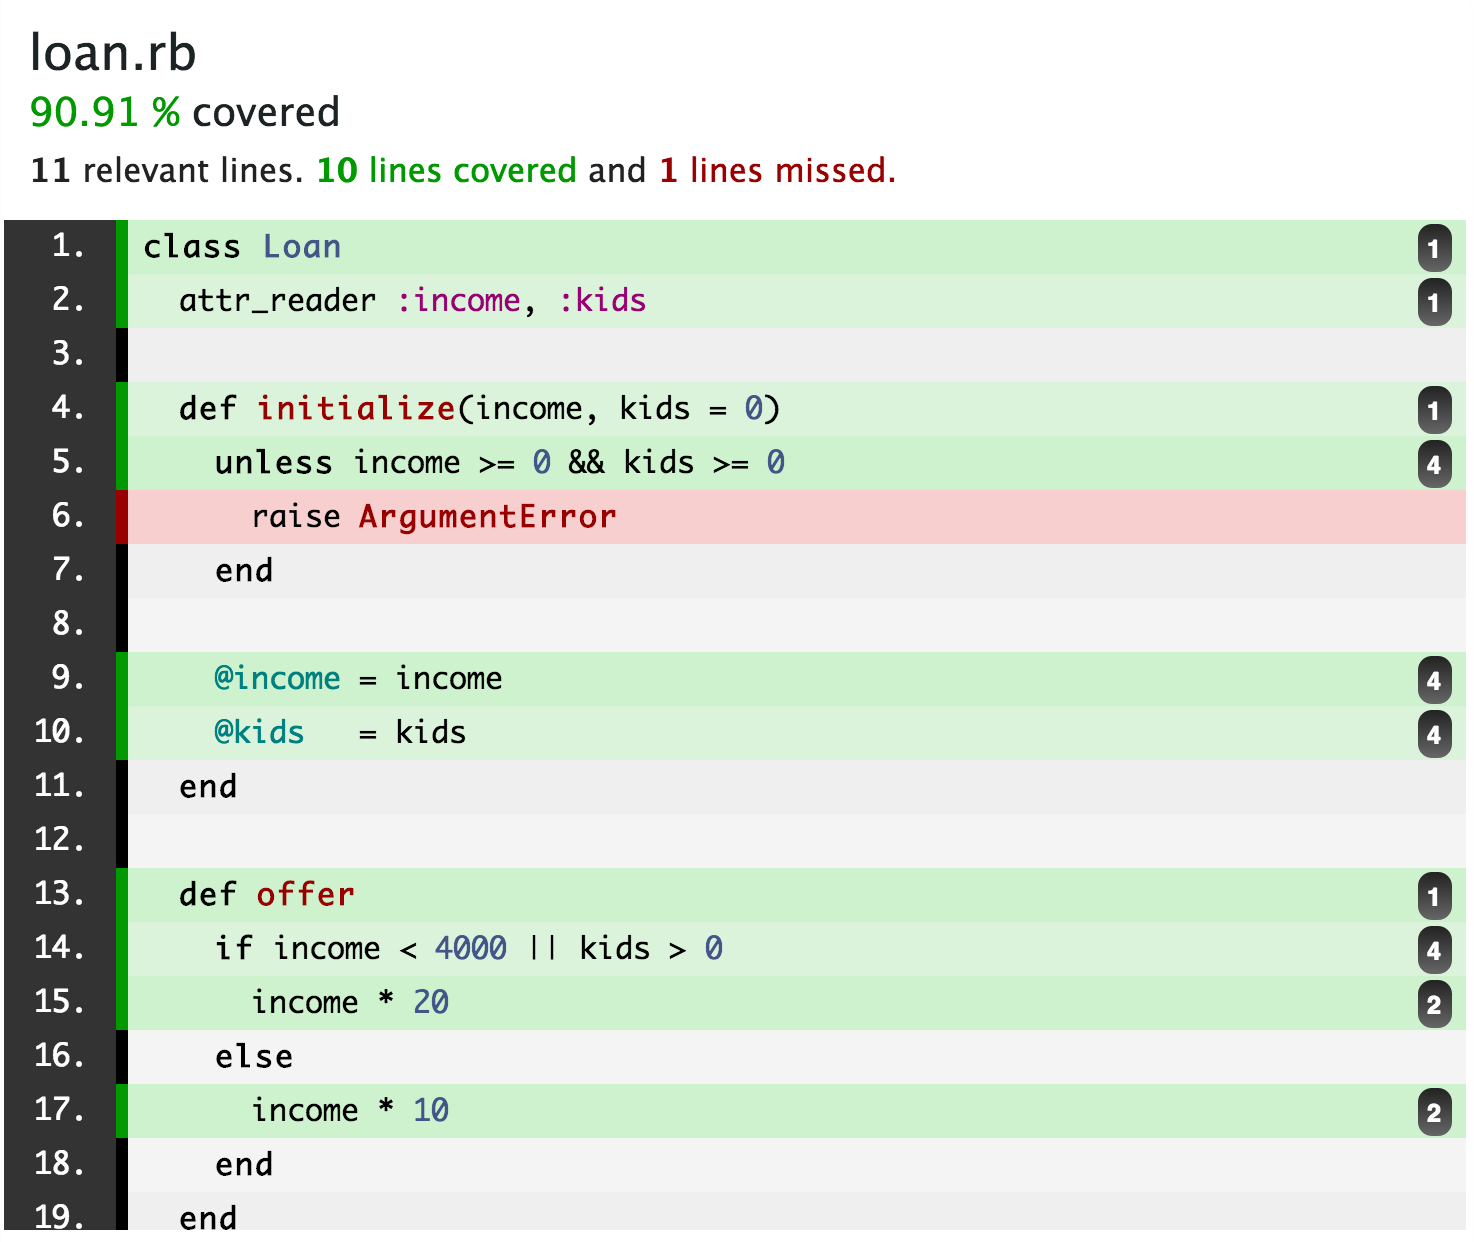 loan.rb
90.91 % covered
11 relevant lines. 10 lines covered and 1 lines missed.
1. class Loan 1
2. attr_reader :income, :kids 1
3.
4. def initialize(income, kids = 0) 1
5. unless income >= 0 && kids >= 0 4
6. raise ArgumentError
7. end
8.
9. @income = income 4
10. @kids = kids 4
11. end
12.
13. def offer 1
14. if income < 4000 || kids > 0 4
15. income * 20 2
16. else
17. income * 10 2
18. end
19. end